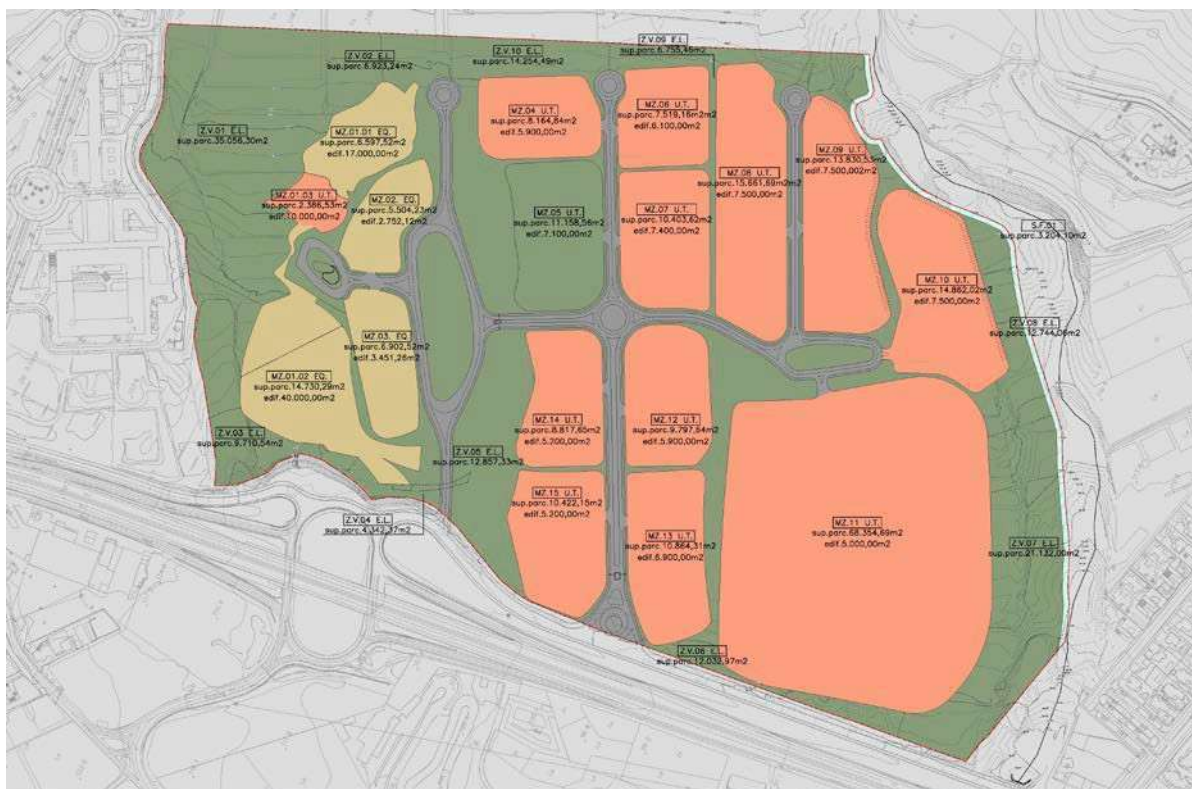 Z.V.09 E.L.
sup.parc.6.755,46m2
Z.V.02 E.L.
sup.parc.6.923,24m2
Z.V.10 E.L.
sup.parc.14.254,49m2
Z.V.01 E.L.
sup.parc.35.056,30m2
MZ.01.01 EQ.
sup.parc.6.597,52m2
edif.17.000,00m2
MZ.04 U.T.
sup.parc.8.164,84m2
edif.5.900,00m2
MZ.06 U.T.
sup.parc.7.519,16m2m2
edif.6.100,00m2
MZ.09 U.T.
sup.parc.13.830,53m2
edif.7.500,002m2
MZ.08 U.T.
sup.parc.15.661,69m2m2
edif.7.500,00m2
MZ.01.03 U.T.
sup.parc.2.386,53m2
edif.10.000,00m2
MZ.02. EQ.
sup.parc.5.504,23m2
edif.2.752,12m2
MZ.05 U.T.
sup.parc.11.158,56m2
edif.7.100,00m2
MZ.07 U.T.
sup.parc.10.403,62m2
edif.7.400,00m2
S.F.01
sup.parc.3.204,10m2
MZ.10 U.T.
sup.parc.14.862,02m2
edif.7.500,00m2
Z.V.08 E.L.
sup.parc.12.744,06m2
MZ.03. EQ.
sup.parc.6.902,52m2
edif.3.451,26m2
MZ.01.02 EQ.
sup.parc.14.730,29m2
edif.40.000,00m2
MZ.14 U.T.
sup.parc.8.817,65m2
edif.5.200,00m2
MZ.12 U.T.
sup.parc.9.797,64m2
edif.5.900,00m2
Z.V.03 E.L.
sup.parc.9.710,54m2
Z.V.05 E.L.
sup.parc.12.857,33m2
MZ.15 U.T.
sup.parc.10.422,15m2
edif.5.200,00m2
Z.V.04 E.L.
sup.parc.4.342,37m2
MZ.13 U.T.
sup.parc.10.864,31m2
edif.6.900,00m2
MZ.11 U.T.
sup.parc.68.354,69m2
edif.5.000,00m2
Z.V.07 E.L.
sup.parc.21.132,00m2
Z.V.06 E.L.
sup.parc.12.032,97m2